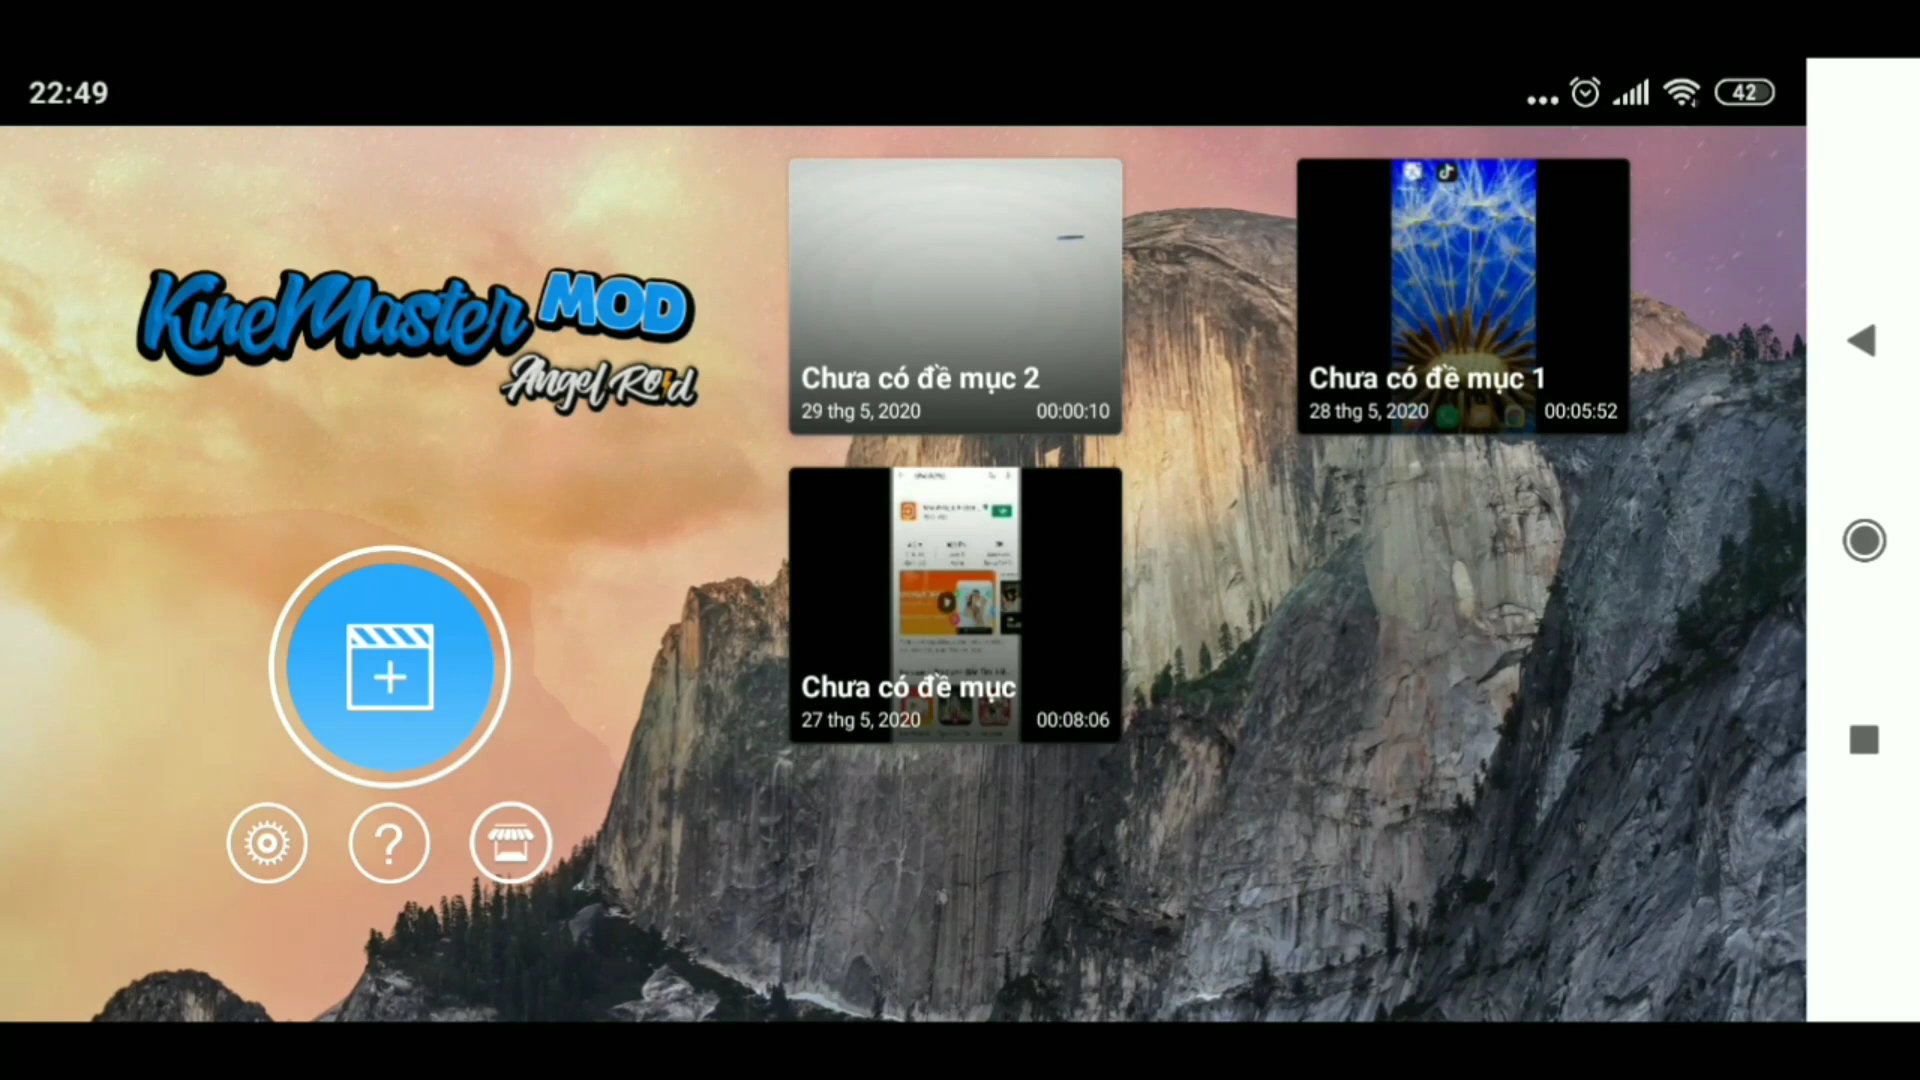 22:49
42
KineMaster MOD
Angel Roid
Chưa có đề mục 2
29 thg 5, 2020 00:00:10
Chưa có đề mục 1
28 thg 5, 2020 00:05:52
Chưa có đề mục
27 thg 5, 2020 00:08:06
?